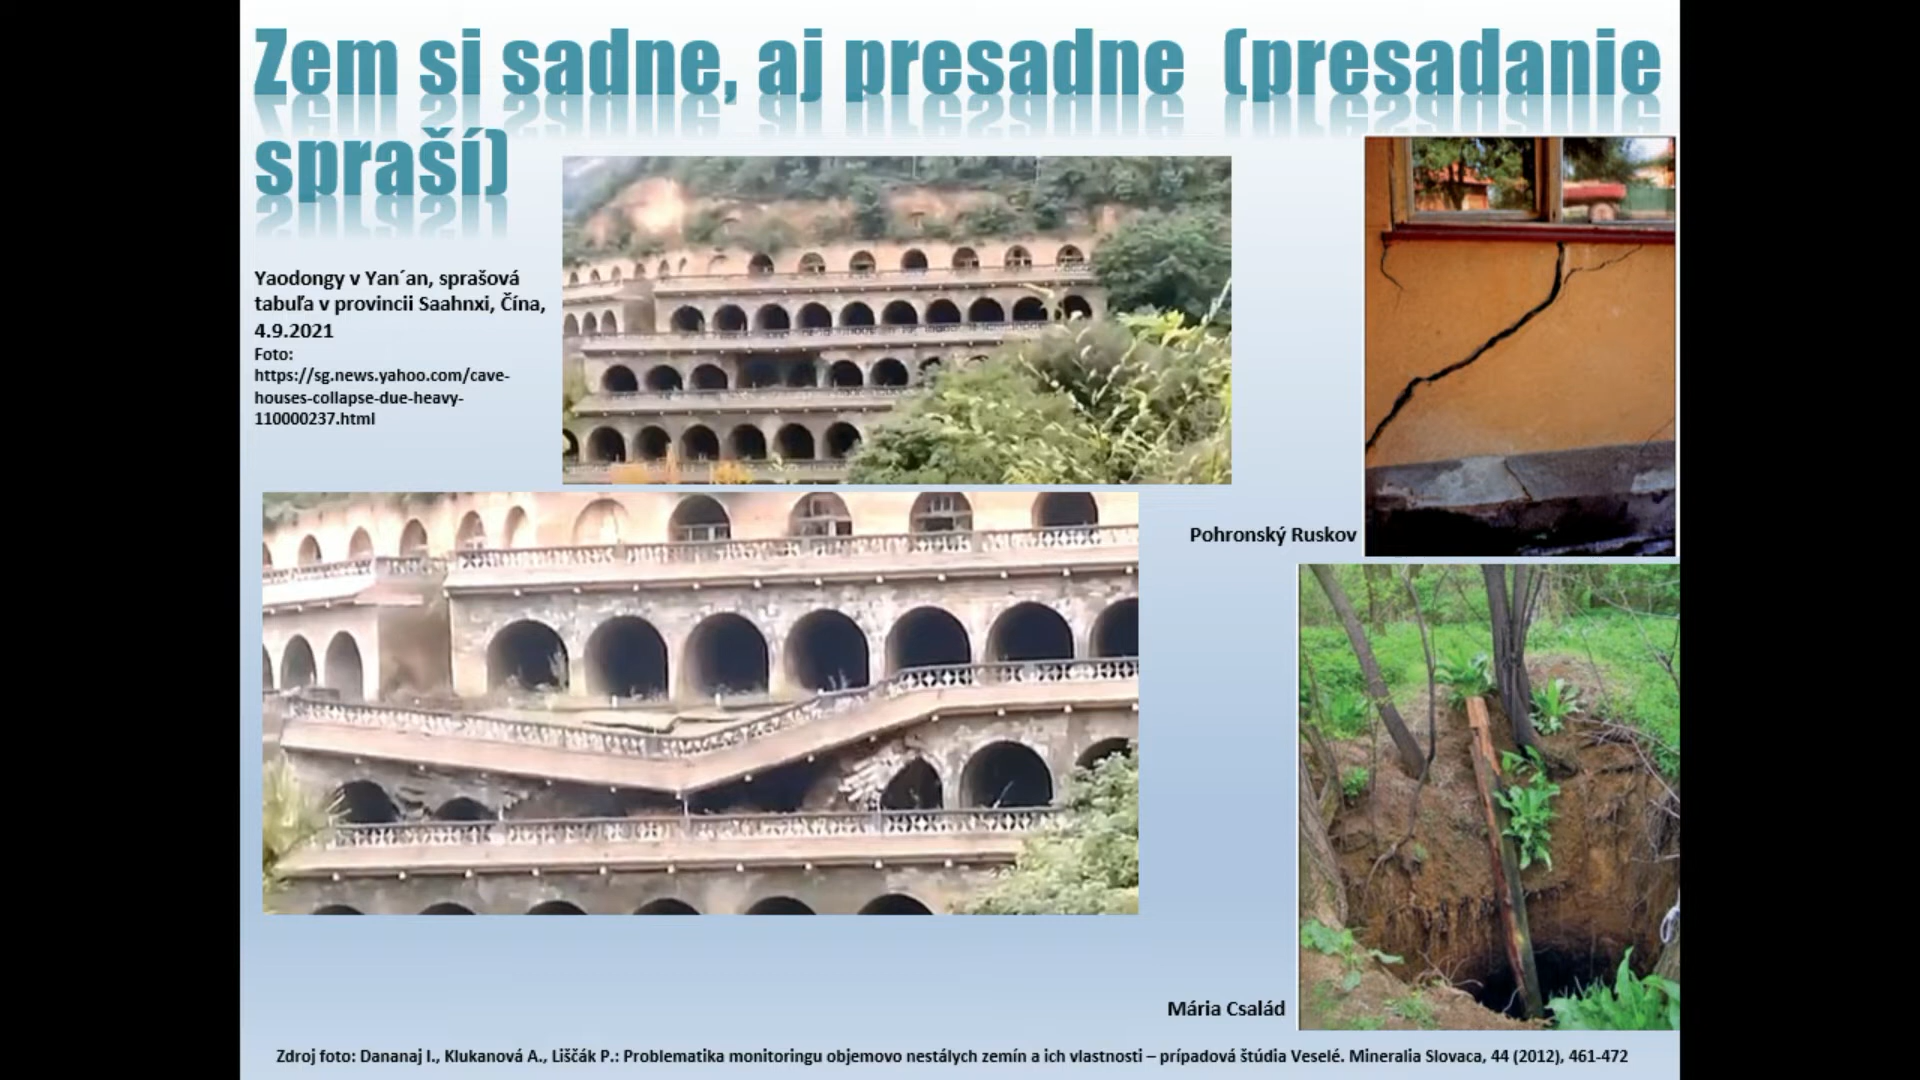 Zem si sadne, aj presadne (presadanie
spraší)
Yaodongy v Yan´an, sprašová
tabuľa v provincii Saahnxi, Čína,
4.9.2021
Foto:
https://sg.news.yahoo.com/cave-
houses-collapse-due-heavy-
110000237.html
Pohronský Ruskov
Mária Család
Zdroj foto: Dananaj I., Klukanová A., Liščák P.: Problematika monitoringu objemovo nestálych zemín a ich vlastnosti – prípadová štúdia Veselé. Mineralia Slovaca, 44 (2012), 461-472